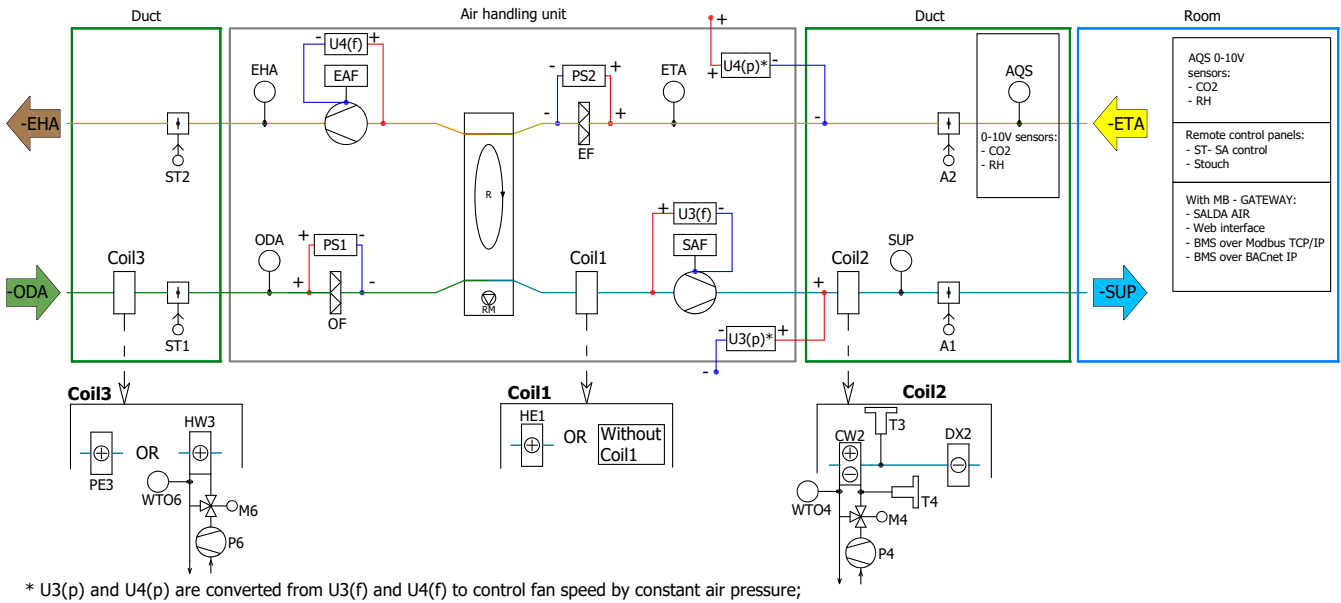 Duct
Air handling unit
Duct
Room
- U4(f) +
EHA
EAF
- PS2 +
- +
EF
ETA
+
+ U4(p)* -
-
AQS
0-10V sensors:
- CO2
- RH
AQS 0-10V
sensors:
- CO2
- RH
Remote control panels:
- ST- SA control
- Stouch
With MB - GATEWAY:
- SALDA AIR
- Web interface
- BMS over Modbus TCP/IP
- BMS over BACnet IP
-EHA
-ETA
ST2
A2
R
RM
+ U3(f) -
SAF
ODA
+ PS1 -
+ -
OF
Coil3
Coil1
Coil2
SUP
-ODA
-SUP
ST1
A1
+
- U3(p)* +
-
Coil3
HW3
OR
PE3
WTO6
M6
P6
Coil1
HE1
OR
Without
Coil1
Coil2
T3
CW2
DX2
T4
WTO4
M4
P4
* U3(p) and U4(p) are converted from U3(f) and U4(f) to control fan speed by constant air pressure;